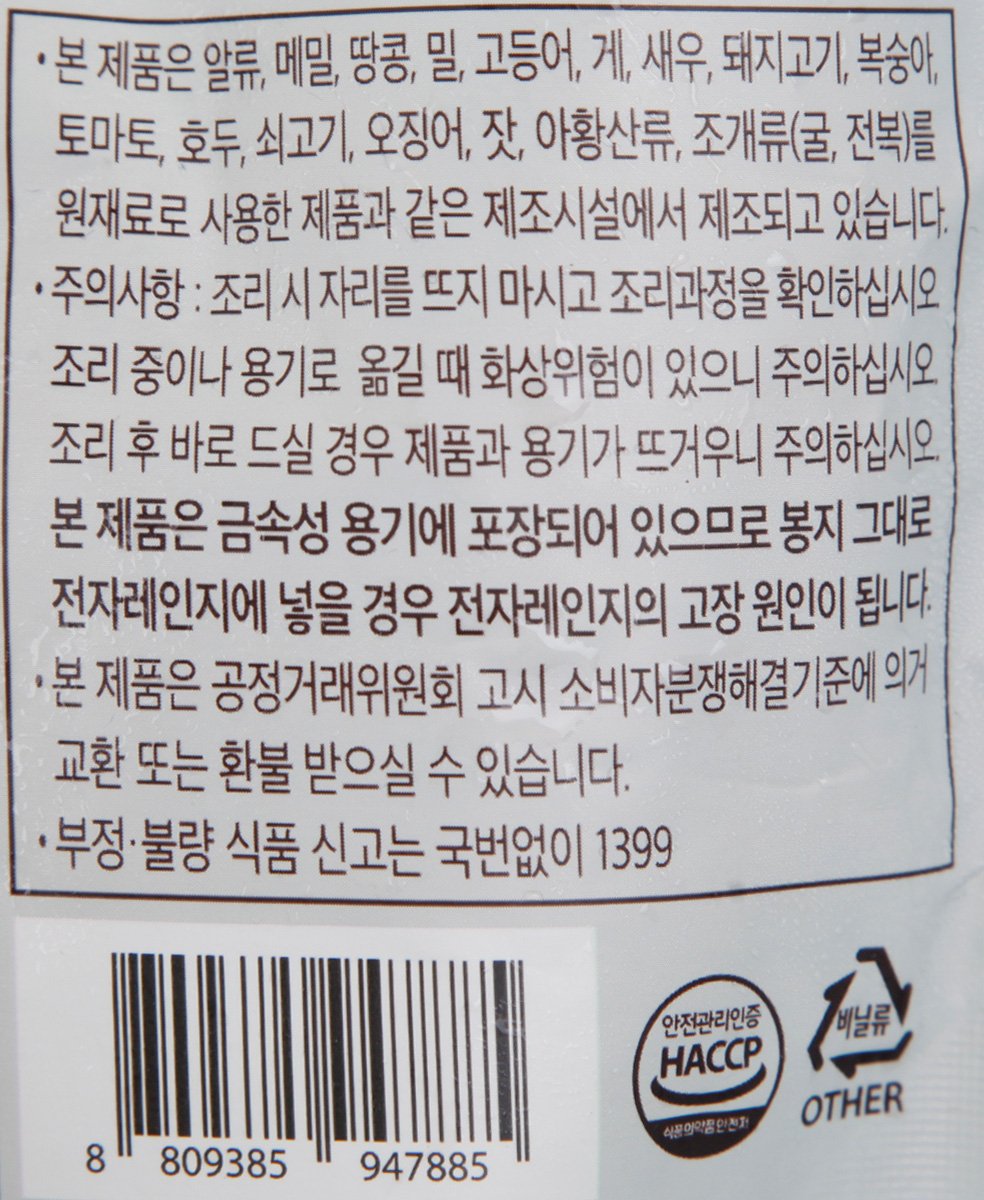 · 본 제품은 알류, 메밀, 땅콩, 밀, 고등어, 게, 새우, 돼지고기, 복숭아,
토마토, 호두, 쇠고기, 오징어, 잣, 아황산류, 조개류(굴, 전복)를
원재료로 사용한 제품과 같은 제조시설에서 제조되고 있습니다.
· 주의사항 : 조리 시 자리를 뜨지 마시고 조리과정을 확인하십시오
조리 중이나 용기로 옮길 때 화상위험이 있으니 주의하십시오.
조리 후 바로 드실 경우 제품과 용기가 뜨거우니 주의하십시오.
본 제품은 금속성 용기에 포장되어 있으므로 봉지 그대로
전자레인지에 넣을 경우 전자레인지의 고장 원인이 됩니다.
· 본 제품은 공정거래위원회 고시 소비자분쟁해결기준에 의거
교환 또는 환불 받으실 수 있습니다.
· 부정·불량 식품 신고는 국번없이 1399
안전관리인증
HACCP
식품의약품안전처
비닐류
OTHER
8 809385 947885